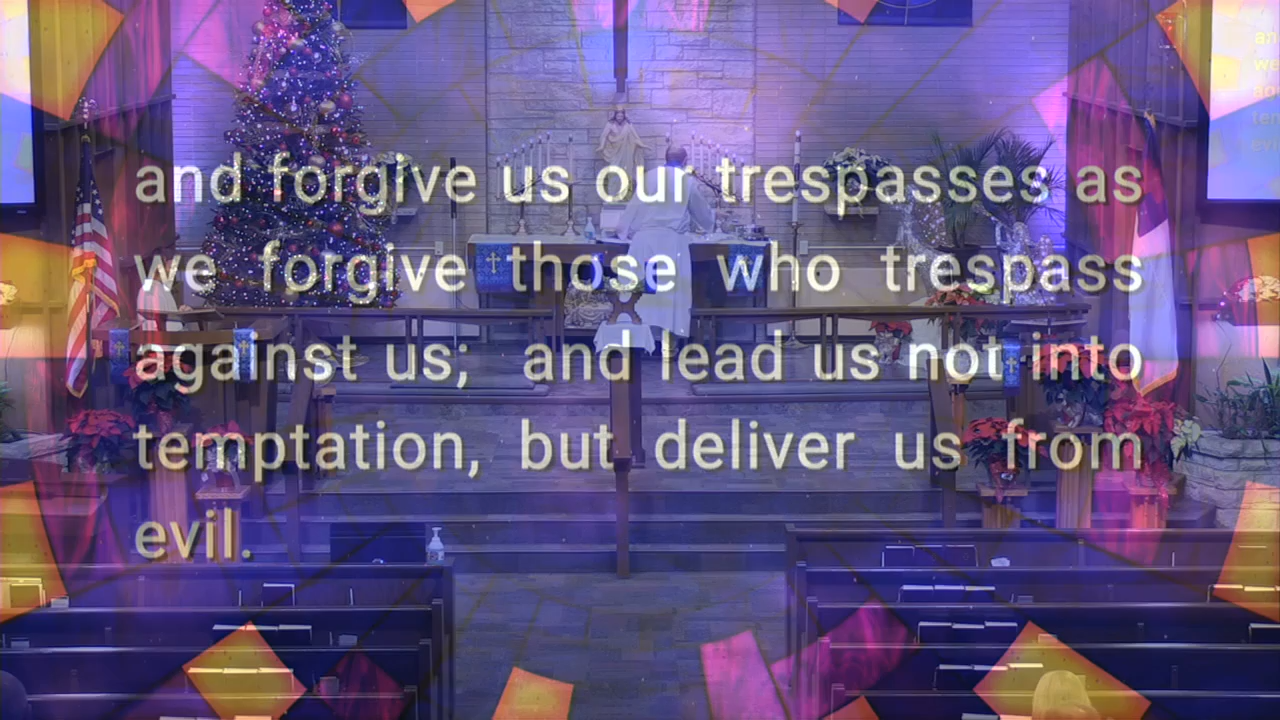 and forgive us our trespasses as
we forgive those who trespass
against us; and lead us not into
temptation, but deliver us from
evil.